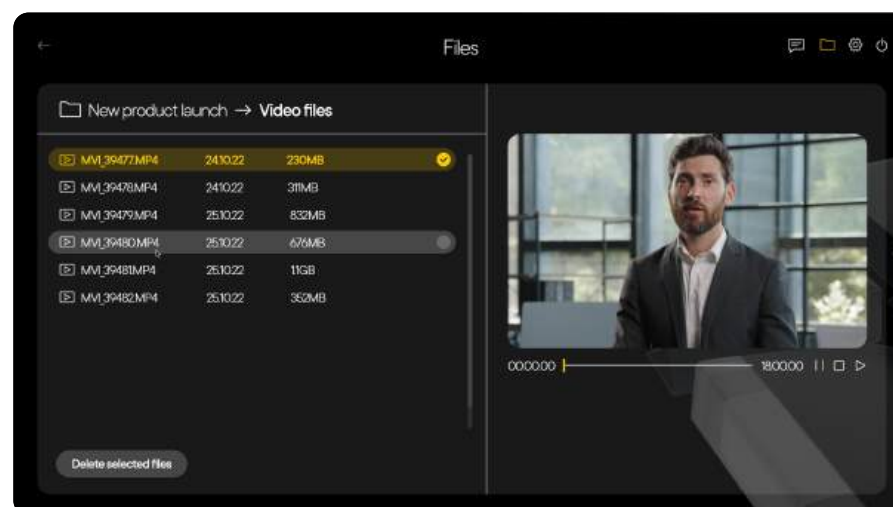 Files
New product launch → Video files
MVI_39477.MP4 24.10.22 230MB
MVI_39478.MP4 24.10.22 311MB
MVI_39479.MP4 25.10.22 832MB
MVI_39480.MP4 25.10.22 676MB
MVI_39481.MP4 25.10.22 1.1GB
MVI_39482.MP4 25.10.22 352MB
00:00:00 18:00:00
Delete selected files